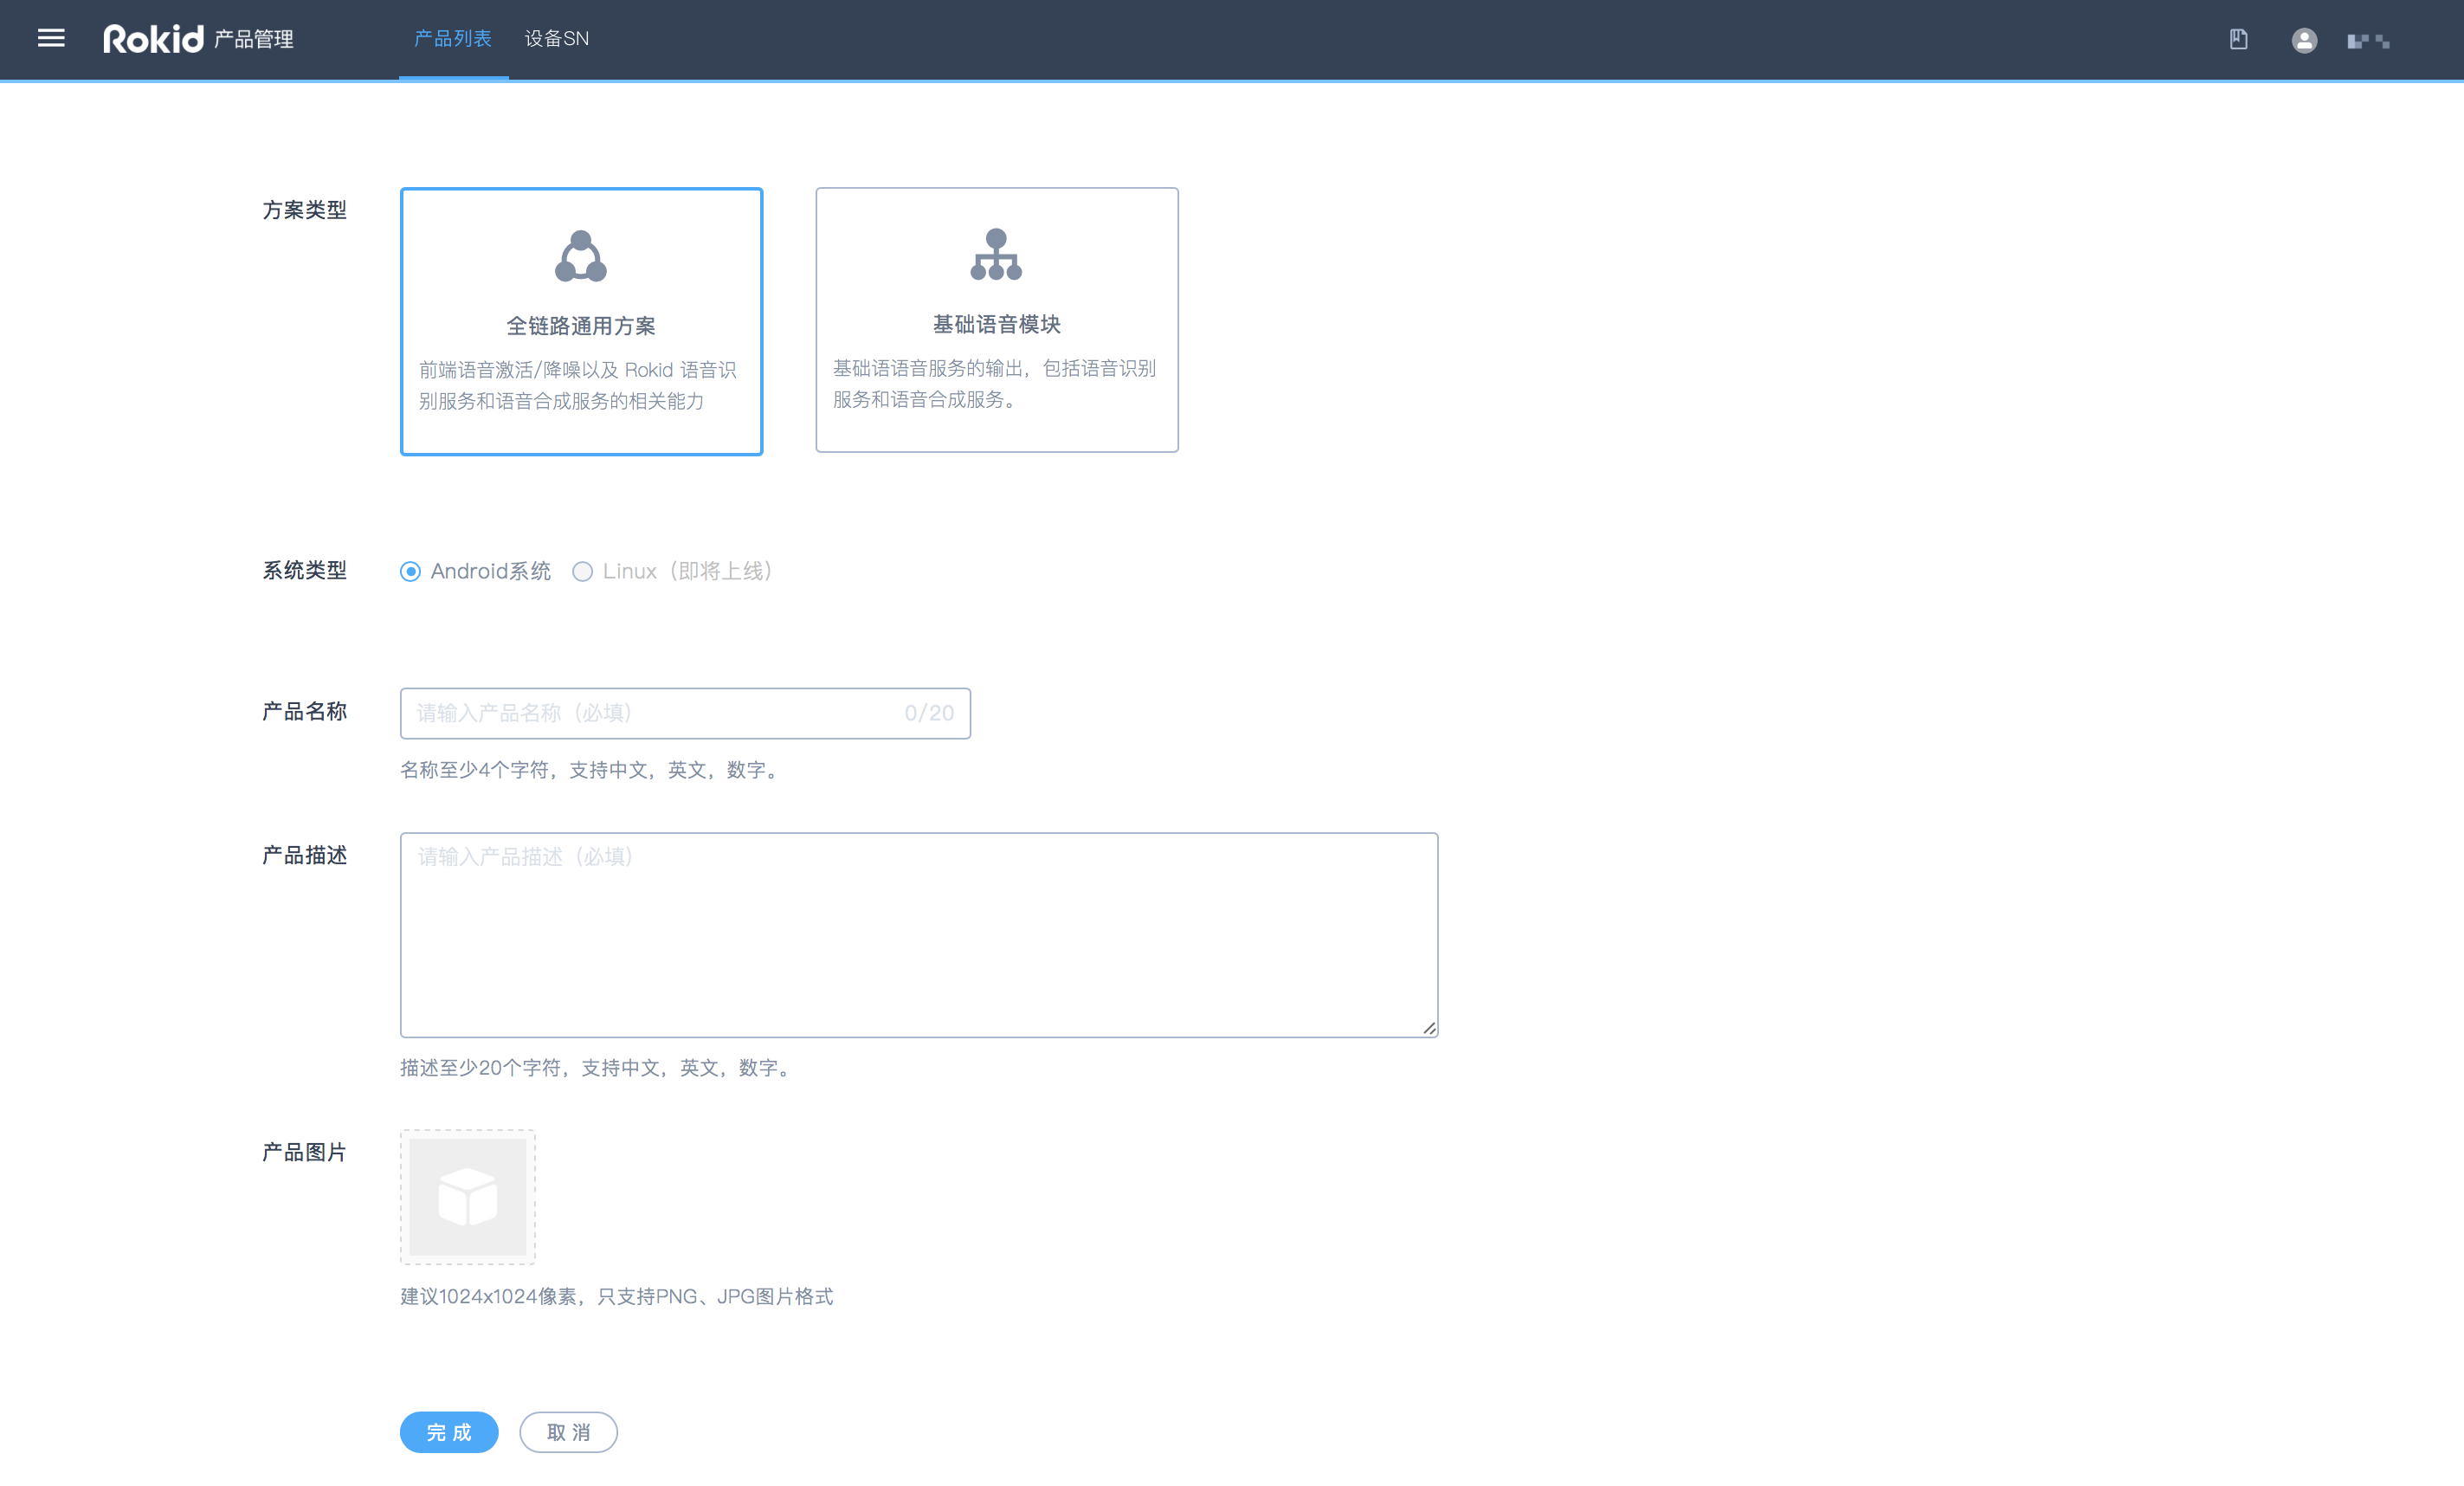 Rokid 产品管理
产品列表 设备SN
方案类型
全链路通用方案
前端语音激活/降噪以及 Rokid 语音识
别服务和语音合成服务的相关能力
基础语音模块
基础语语音服务的输出，包括语音识别
服务和语音合成服务。
系统类型
Android系统 Linux（即将上线）
产品名称
请输入产品名称（必填） 0/20
名称至少4个字符，支持中文，英文，数字。
产品描述
请输入产品描述（必填）
描述至少20个字符，支持中文，英文，数字。
产品图片
建议1024x1024像素，只支持PNG、JPG图片格式
完 成 取 消